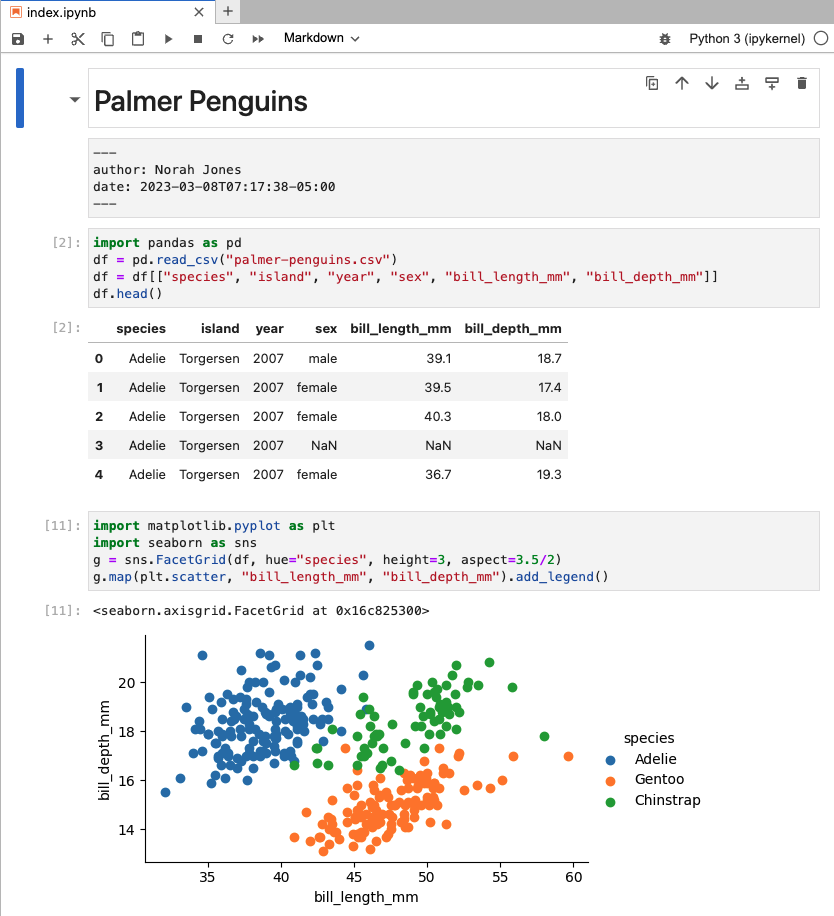 index.ipynb
Markdown
Python 3 (ipykernel)
Palmer Penguins
---
author: Norah Jones
date: 2023-03-08T07:17:38-05:00
---
[2]:
import pandas as pd
df = pd.read_csv("palmer-penguins.csv")
df = df[["species", "island", "year", "sex", "bill_length_mm", "bill_depth_mm"]]
df.head()
[2]:
species island year sex bill_length_mm bill_depth_mm
0 Adelie Torgersen 2007 male 39.1 18.7
1 Adelie Torgersen 2007 female 39.5 17.4
2 Adelie Torgersen 2007 female 40.3 18.0
3 Adelie Torgersen 2007 NaN NaN NaN
4 Adelie Torgersen 2007 female 36.7 19.3
[11]:
import matplotlib.pyplot as plt
import seaborn as sns
g = sns.FacetGrid(df, hue="species", height=3, aspect=3.5/2)
g.map(plt.scatter, "bill_length_mm", "bill_depth_mm").add_legend()
[11]:
<seaborn.axisgrid.FacetGrid at 0x16c825300>
bill_depth_mm
20
18
16
14
35 40 45 50 55 60
bill_length_mm
species
Adelie
Gentoo
Chinstrap